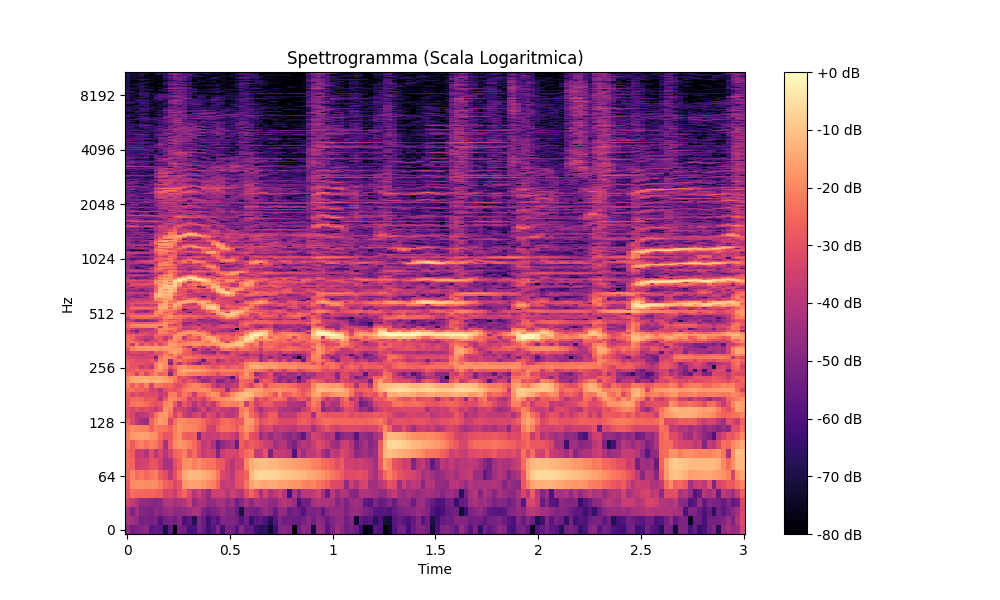 Spettrogramma (Scala Logaritmica)
Hz
8192
4096
2048
1024
512
256
128
64
0
0
0.5
1
1.5
2
2.5
3
Time
+0 dB
-10 dB
-20 dB
-30 dB
-40 dB
-50 dB
-60 dB
-70 dB
-80 dB